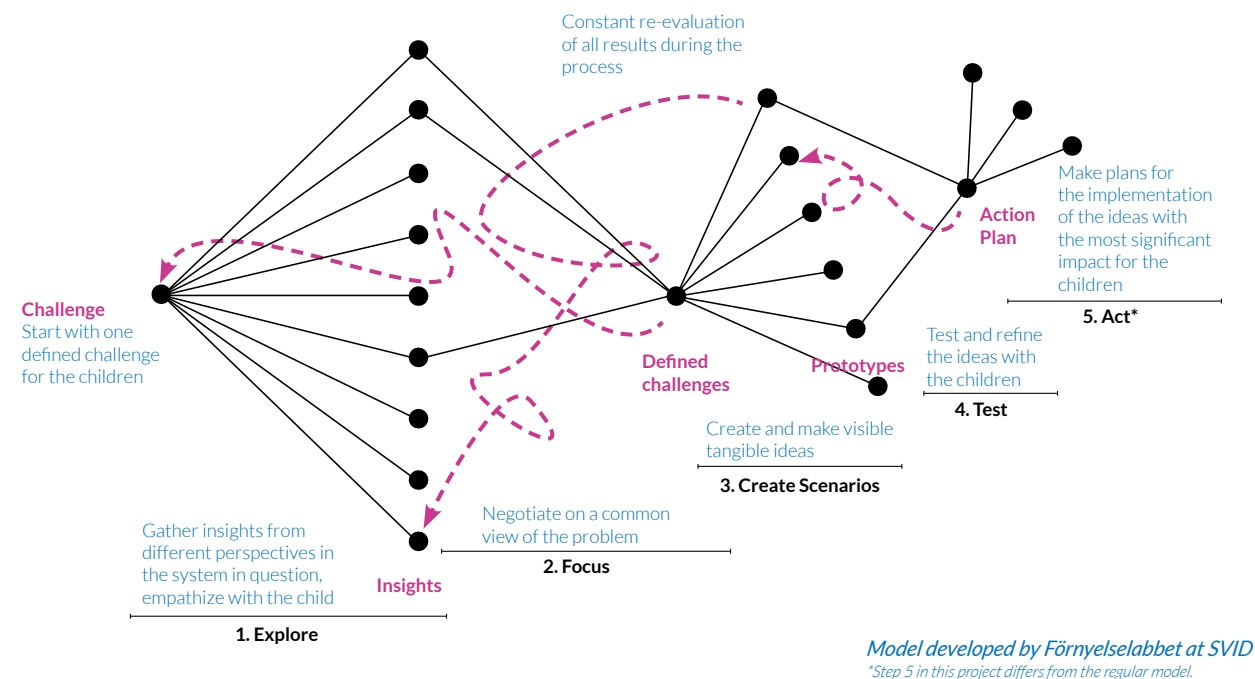 Constant re-evaluation
of all results during the
process
Challenge
Start with one
defined challenge
for the children
Gather insights from
different perspectives in
the system in question,
empathize with the child
1. Explore
Insights
Negotiate on a common
view of the problem
2. Focus
Defined
challenges
Create and make visible
tangible ideas
3. Create Scenarios
Prototypes
Test and refine
the ideas with
the children
4. Test
Action
Plan
Make plans for
the implementation
of the ideas with
the most significant
impact for the
children
5. Act*
Model developed by Förnyelselabbet at SVID
*Step 5 in this project differs from the regular model.